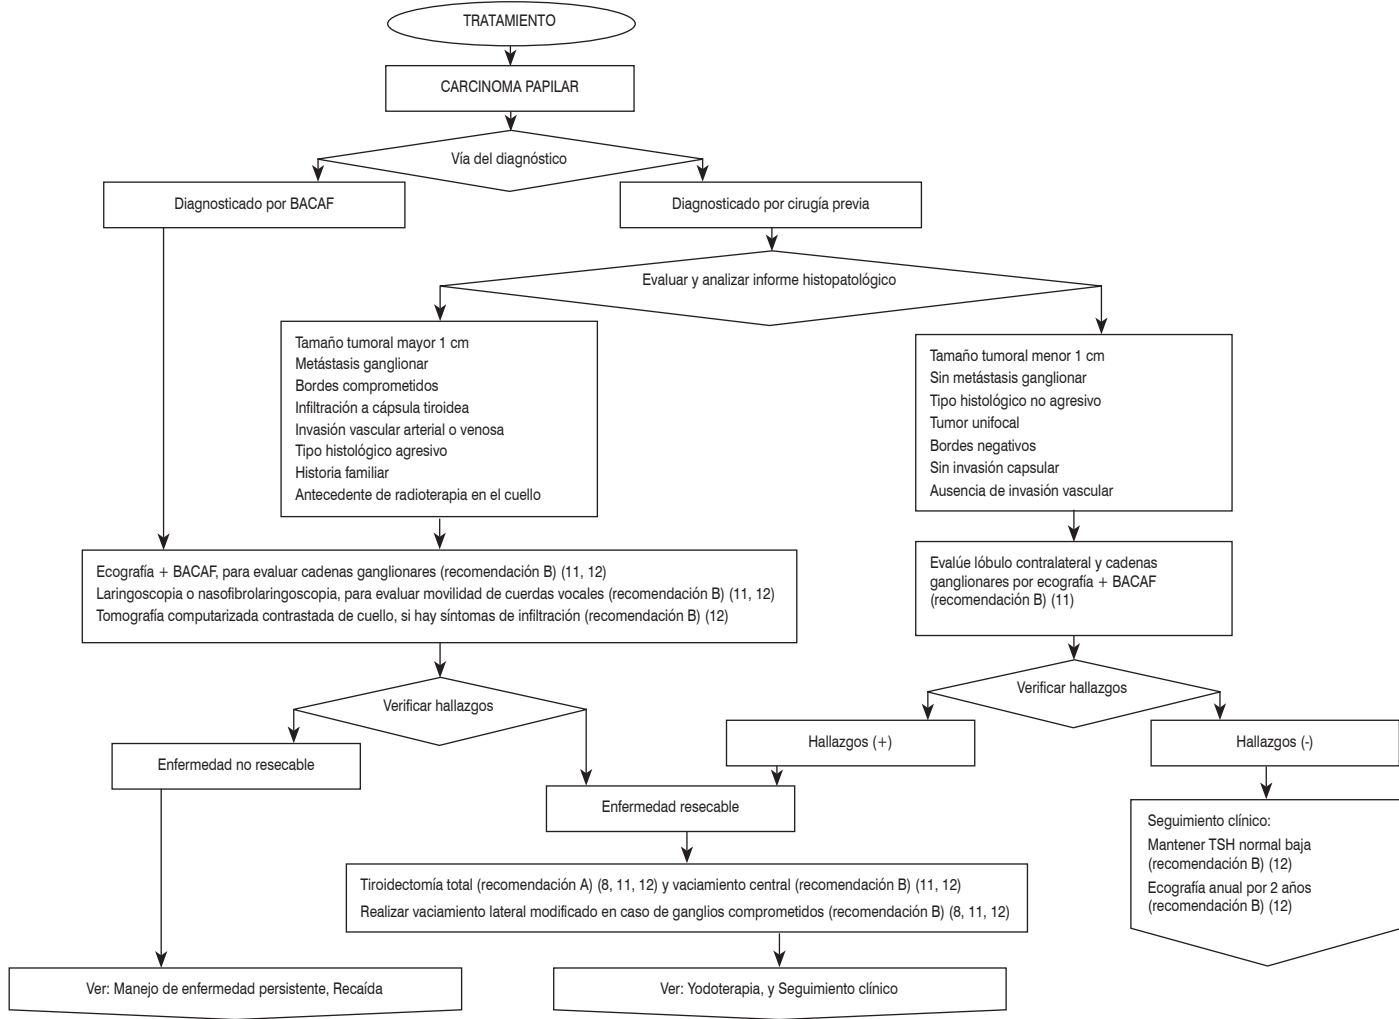 TRATAMIENTO
CARCINOMA PAPILAR
Vía del diagnóstico
Diagnosticado por BACAF
Diagnosticado por cirugía previa
Evaluar y analizar informe histopatológico
Tamaño tumoral mayor 1 cm
Metástasis ganglionar
Bordes comprometidos
Infiltración a cápsula tiroidea
Invasión vascular arterial o venosa
Tipo histológico agresivo
Historia familiar
Antecedente de radioterapia en el cuello
Tamaño tumoral menor 1 cm
Sin metástasis ganglionar
Tipo histológico no agresivo
Tumor unifocal
Bordes negativos
Sin invasión capsular
Ausencia de invasión vascular
Ecografía + BACAF, para evaluar cadenas ganglionares (recomendación B) (11, 12)
Laringoscopia o nasofibrolaringoscopia, para evaluar movilidad de cuerdas vocales (recomendación B) (11, 12)
Tomografía computarizada contrastada de cuello, si hay síntomas de infiltración (recomendación B) (12)
Evalúe lóbulo contralateral y cadenas
ganglionares por ecografía + BACAF
(recomendación B) (11)
Verificar hallazgos
Verificar hallazgos
Enfermedad no resecable
Enfermedad resecable
Hallazgos (+)
Hallazgos (-)
Tiroidectomía total (recomendación A) (8, 11, 12) y vaciamiento central (recomendación B) (11, 12)
Realizar vaciamiento lateral modificado en caso de ganglios comprometidos (recomendación B) (8, 11, 12)
Seguimiento clínico:
Mantener TSH normal baja
(recomendación B) (12)
Ecografía anual por 2 años
(recomendación B) (12)
Ver: Manejo de enfermedad persistente, Recaída
Ver: Yodoterapia, y Seguimiento clínico